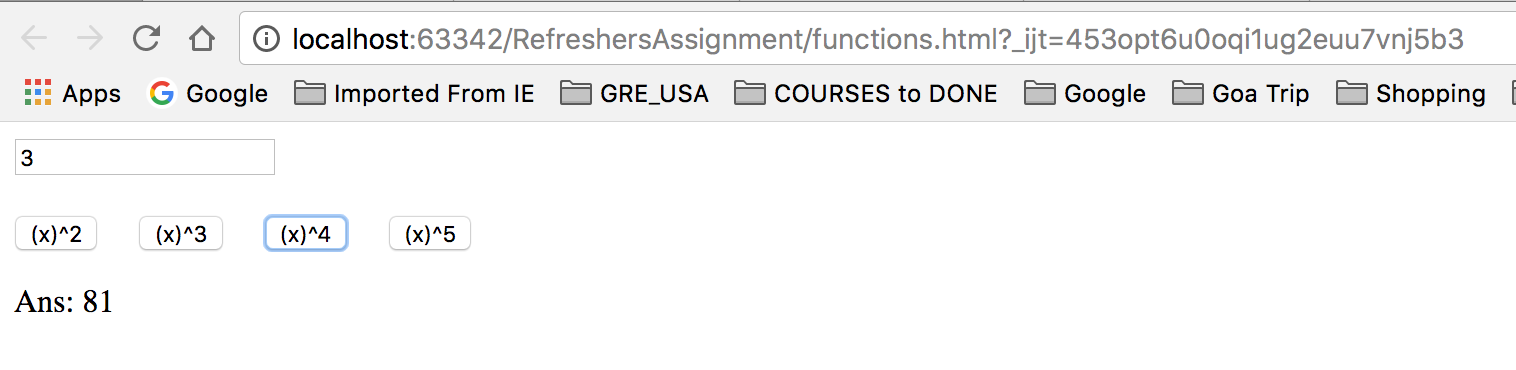 localhost:63342/RefreshersAssignment/functions.html?_ijt=453opt6u0oqi1ug2euu7vnj5b3
Apps Google Imported From IE GRE_USA COURSES to DONE Google Goa Trip Shopping
3
(x)^2 (x)^3 (x)^4 (x)^5
Ans: 81